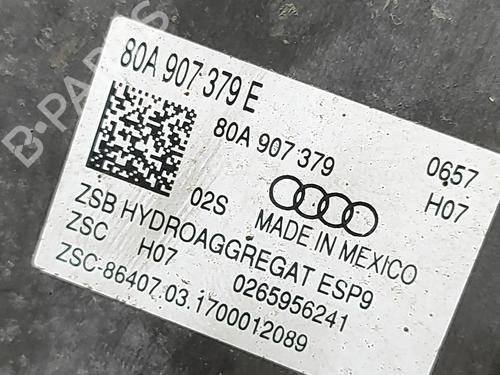 80A 907 379 E
80A 907 379 0657
02S H07
MADE IN MEXICO
ZSB HYDROAGGREGAT ESP9
ZSC H07 0265956241
ZSC-86407.03.1700012089
B-PARTS